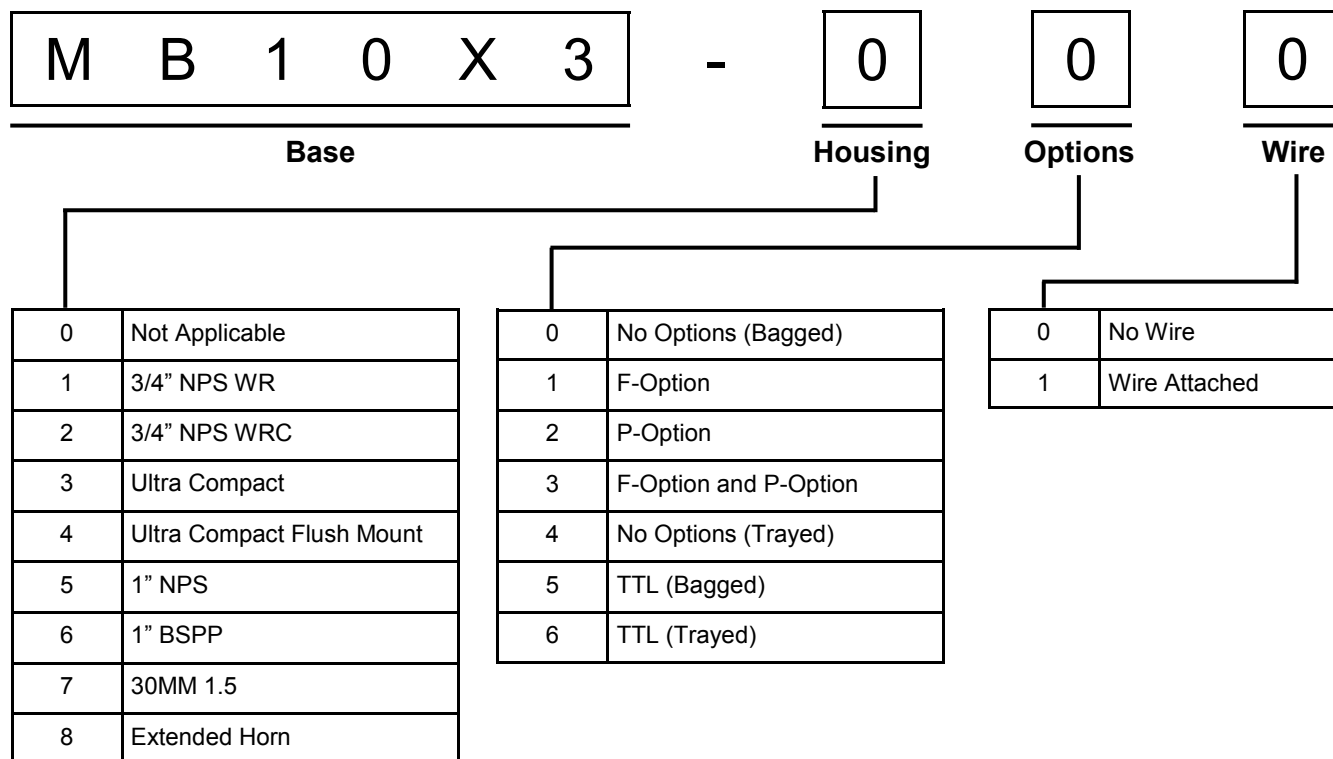 M B 1 0 X 3 - 0 0 0
Base Housing Options Wire
0 Not Applicable
1 3/4” NPS WR
2 3/4” NPS WRC
3 Ultra Compact
4 Ultra Compact Flush Mount
5 1” NPS
6 1” BSPP
7 30MM 1.5
8 Extended Horn
0 No Options (Bagged)
1 F-Option
2 P-Option
3 F-Option and P-Option
4 No Options (Trayed)
5 TTL (Bagged)
6 TTL (Trayed)
0 No Wire
1 Wire Attached